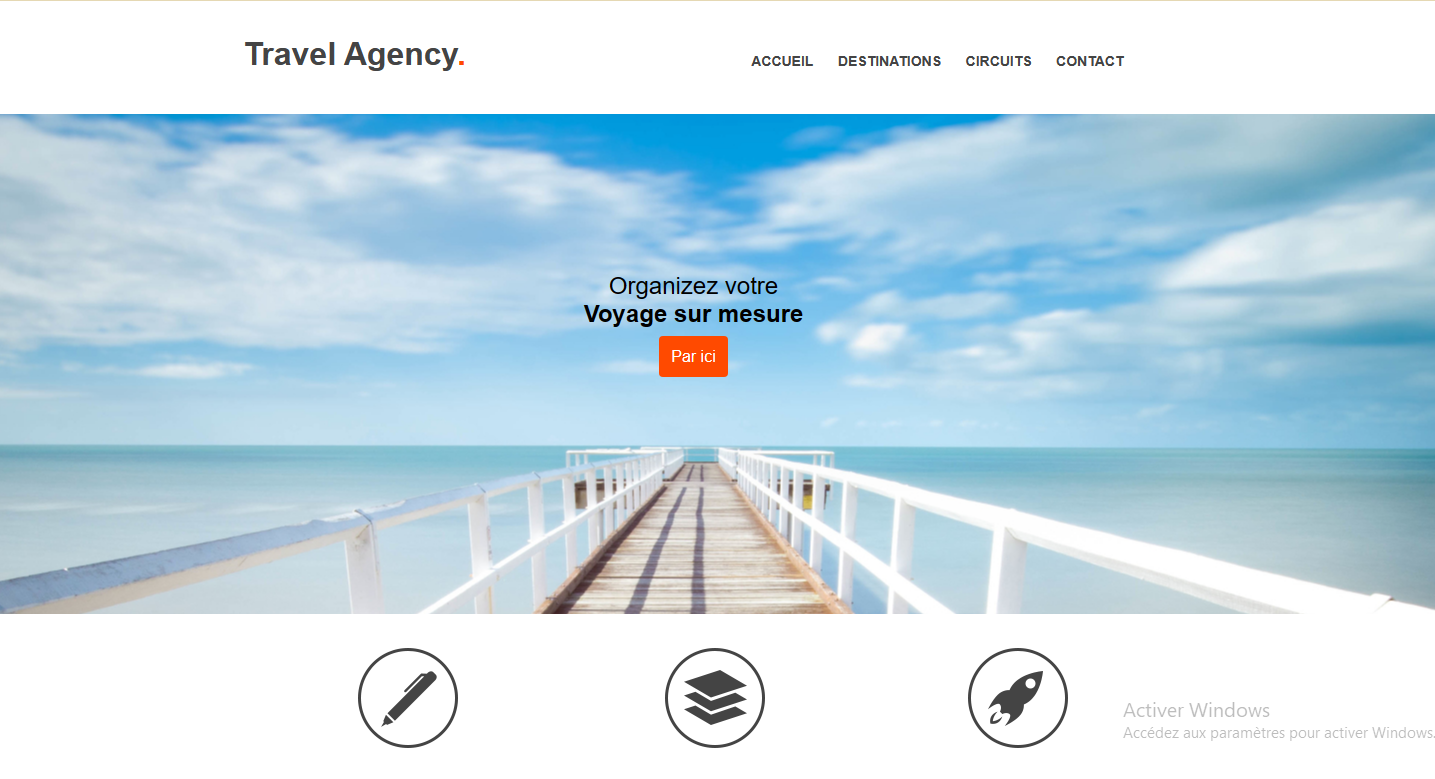 Travel Agency.
ACCUEIL DESTINATIONS CIRCUITS CONTACT
Organizez votre
Voyage sur mesure
Par ici
Activer Windows
Accédez aux paramètres pour activer Windows.